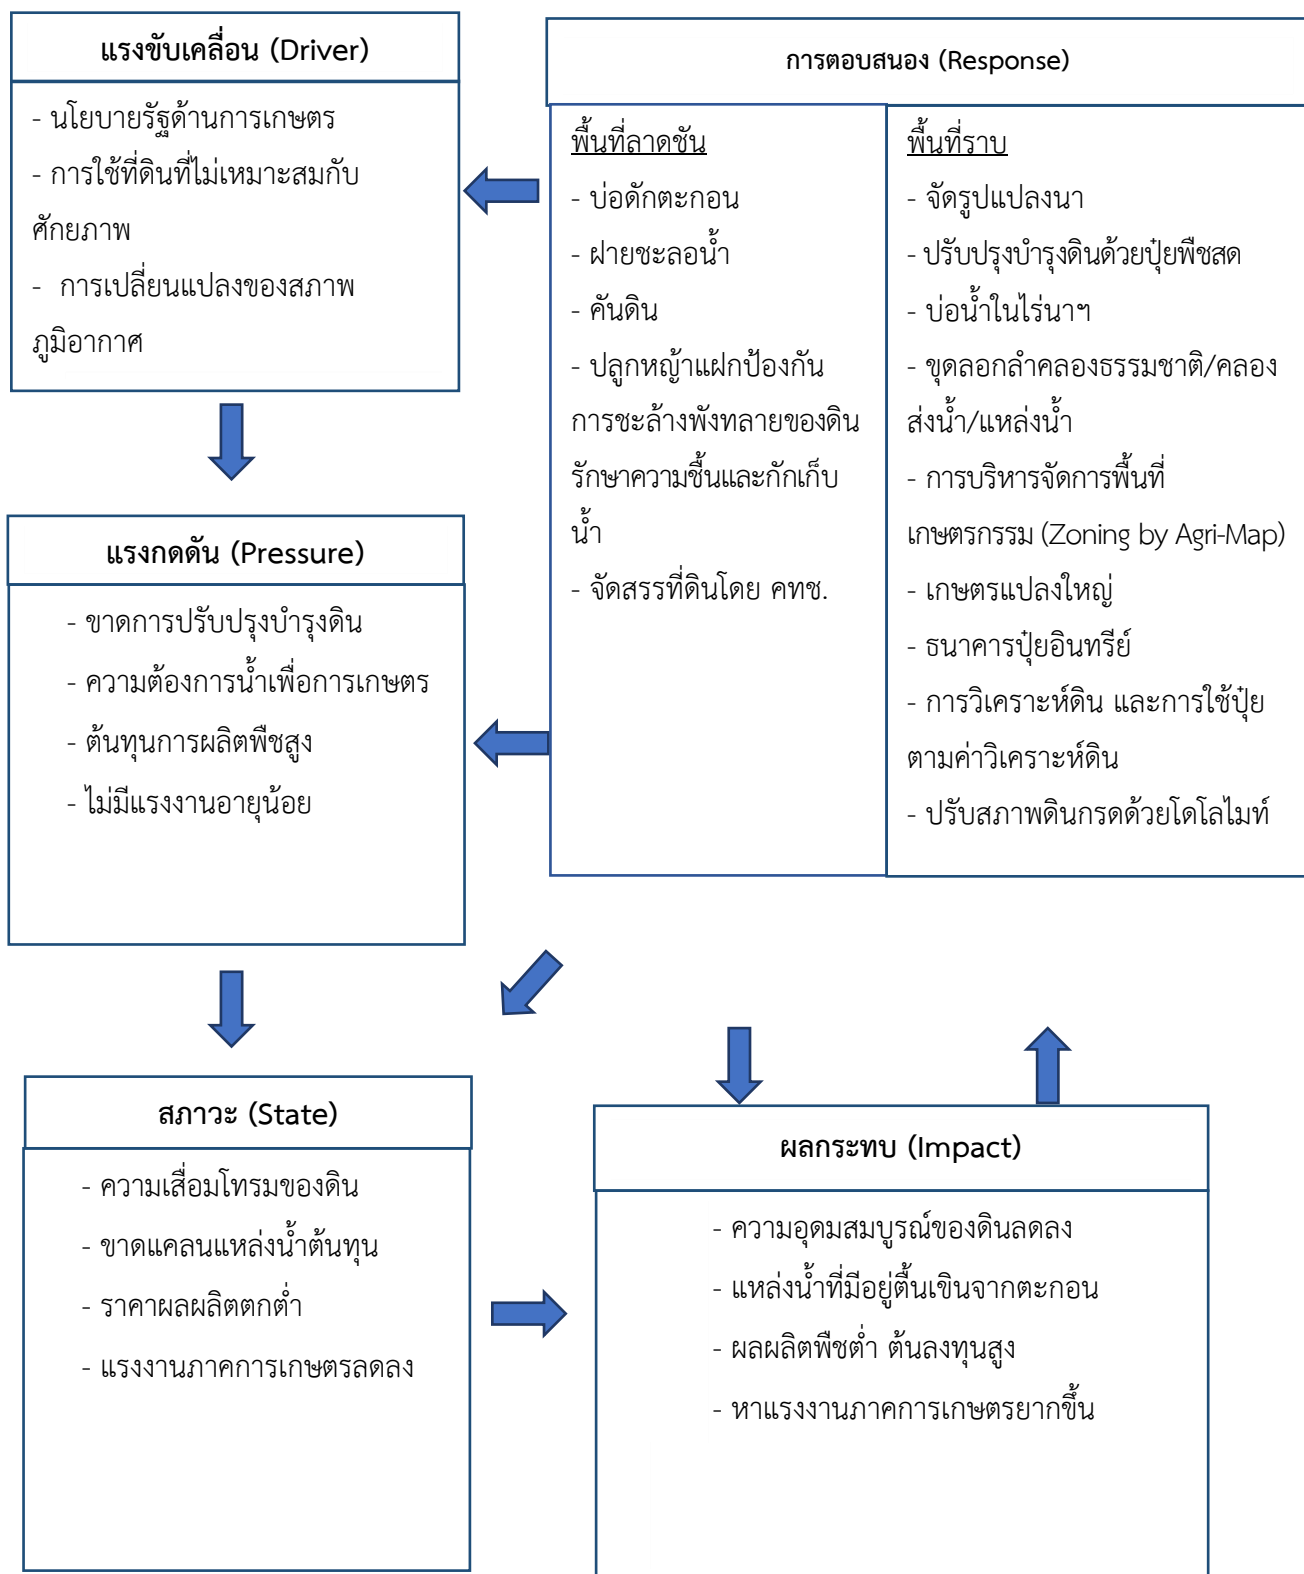 แรงขับเคลื่อน (Driver)
- นโยบายรัฐด้านการเกษตร
- การใช้ที่ดินที่ไม่เหมาะสมกับ
ศักยภาพ
- การเปลี่ยนแปลงของสภาพ
ภูมิอากาศ
การตอบสนอง (Response)
พื้นที่ลาดชัน
- บ่อดักตะกอน
- ฝายชะลอน้ำ
- คันดิน
- ปลูกหญ้าแฝกป้องกัน
การชะล้างพังทลายของดิน
รักษาความชื้นและกักเก็บ
น้ำ
- จัดสรรที่ดินโดย คทช.
พื้นที่ราบ
- จัดรูปแปลงนา
- ปรับปรุงบำรุงดินด้วยปุ๋ยพืชสด
- บ่อน้ำในไร่นาฯ
- ขุดลอกลำคลองธรรมชาติ/คลอง
ส่งน้ำ/แหล่งน้ำ
- การบริหารจัดการพื้นที่
เกษตรกรรม (Zoning by Agri-Map)
- เกษตรแปลงใหญ่
- ธนาคารปุ๋ยอินทรีย์
- การวิเคราะห์ดิน และการใช้ปุ๋ย
ตามค่าวิเคราะห์ดิน
- ปรับสภาพดินกรดด้วยโดโลไมท์
แรงกดดัน (Pressure)
- ขาดการปรับปรุงบำรุงดิน
- ความต้องการน้ำเพื่อการเกษตร
- ต้นทุนการผลิตพืชสูง
- ไม่มีแรงงานอายุน้อย
สภาวะ (State)
- ความเสื่อมโทรมของดิน
- ขาดแคลนแหล่งน้ำต้นทุน
- ราคาผลผลิตตกต่ำ
- แรงงานภาคการเกษตรลดลง
ผลกระทบ (Impact)
- ความอุดมสมบูรณ์ของดินลดลง
- แหล่งน้ำที่มีอยู่ตื้นเขินจากตะกอน
- ผลผลิตพืชต่ำ ต้นลงทุนสูง
- หาแรงงานภาคการเกษตรยากขึ้น